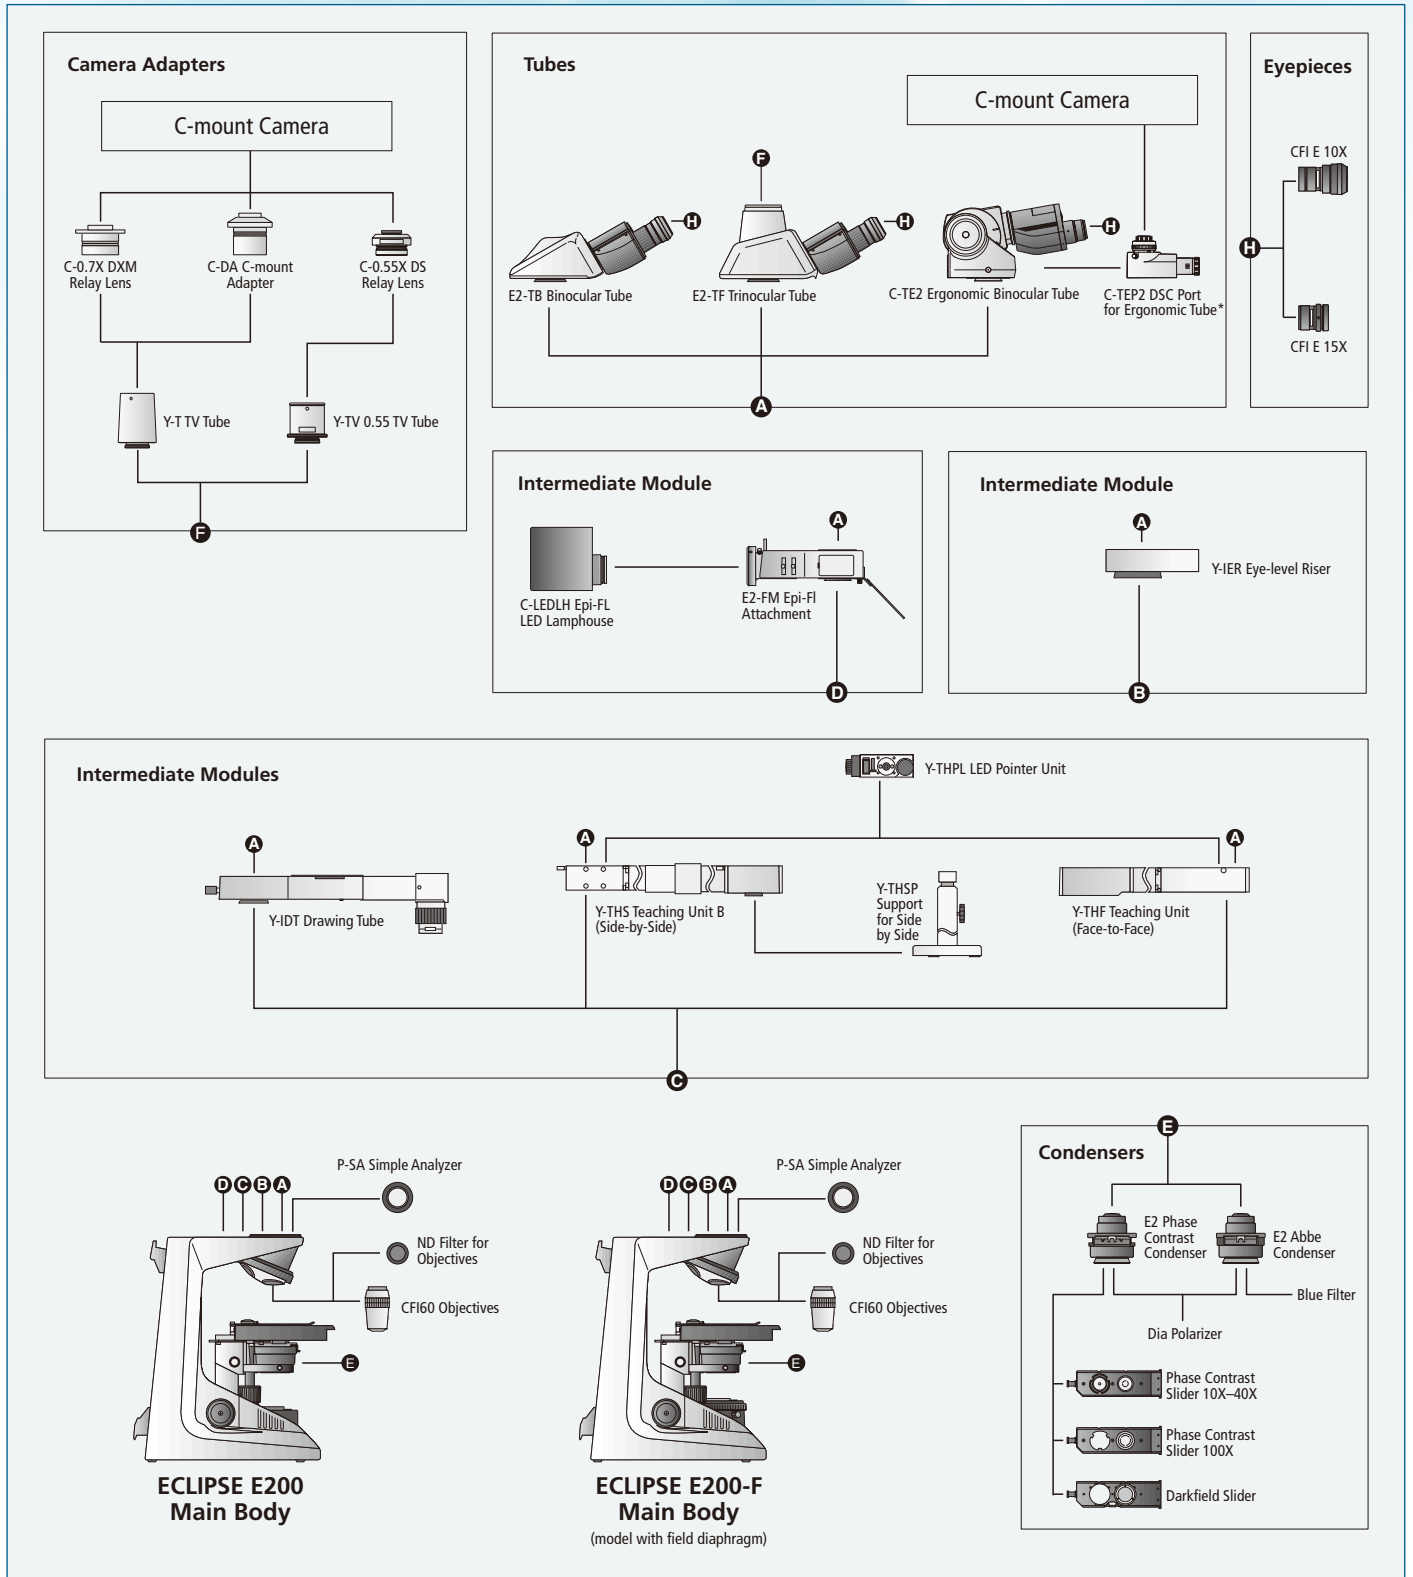 Camera Adapters
C-mount Camera
C-0.7X DXM
Relay Lens
C-DA C-mount
Adapter
C-0.55X DS
Relay Lens
Y-T TV Tube
Y-TV 0.55 TV Tube
F
Tubes
C-mount Camera
F
H
H
H
E2-TB Binocular Tube
E2-TF Trinocular Tube
C-TE2 Ergonomic Binocular Tube
C-TEP2 DSC Port
for Ergonomic Tube*
A
Eyepieces
CFI E 10X
H
CFI E 15X
Intermediate Module
A
C-LEDLH Epi-FL
LED Lamphouse
E2-FM Epi-Fl
Attachment
D
Intermediate Module
A
Y-IER Eye-level Riser
B
Intermediate Modules
Y-THPL LED Pointer Unit
A
A
A
Y-IDT Drawing Tube
Y-THS Teaching Unit B
(Side-by-Side)
Y-THSP
Support
for Side
by Side
Y-THF Teaching Unit
(Face-to-Face)
C
P-SA Simple Analyzer
D C B A
ND Filter for
Objectives
CFI60 Objectives
E
ECLIPSE E200
Main Body
P-SA Simple Analyzer
D C B A
ND Filter for
Objectives
CFI60 Objectives
E
ECLIPSE E200-F
Main Body
(model with field diaphragm)
E
Condensers
E2 Phase
Contrast
Condenser
E2 Abbe
Condenser
Blue Filter
Dia Polarizer
Phase Contrast
Slider 10X–40X
Phase Contrast
Slider 100X
Darkfield Slider